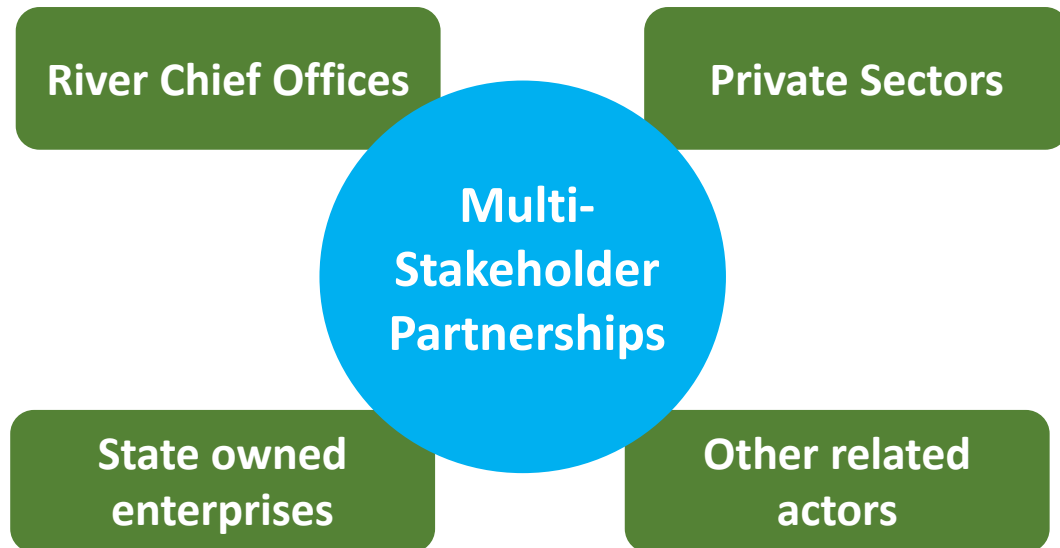 River Chief Offices
Private Sectors
Multi-
Stakeholder
Partnerships
State owned
enterprises
Other related
actors